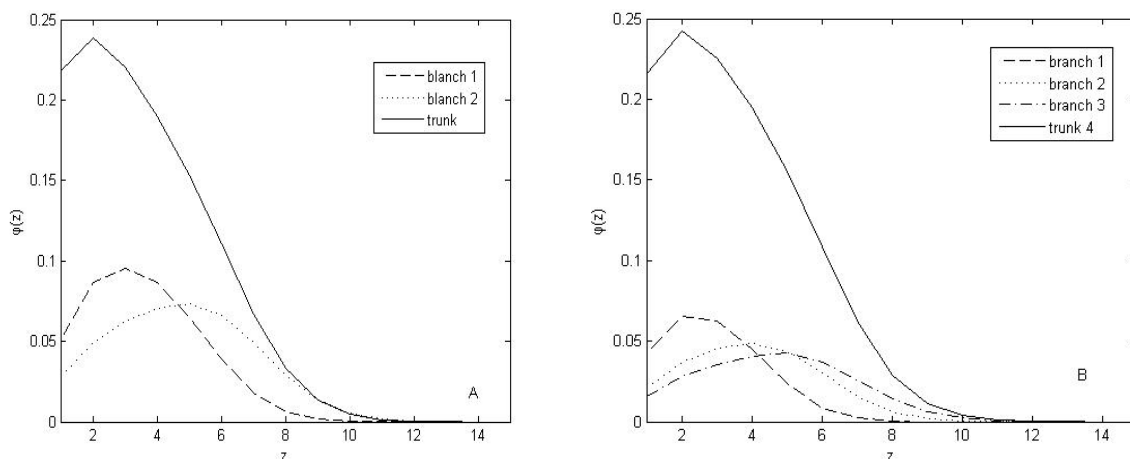 0.25
0.2
0.15
0.1
0.05
0
φ(z)
2 4 6 8 10 12 14
z
blanch 1
blanch 2
trunk
A
0.25
0.2
0.15
0.1
0.05
0
φ(z)
2 4 6 8 10 12 14
z
branch 1
branch 2
branch 3
trunk 4
B